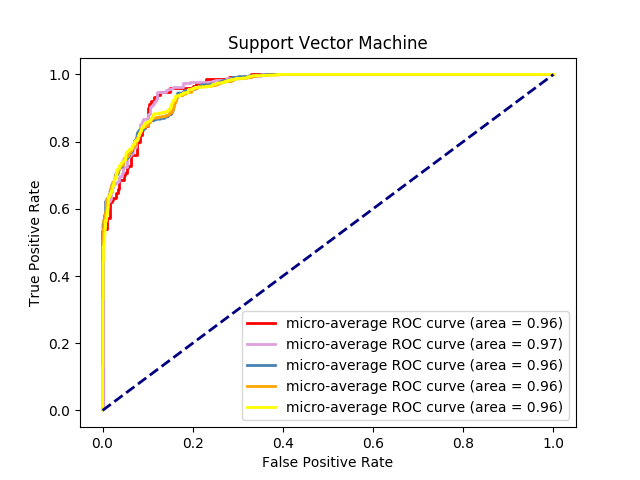 Support Vector Machine
True Positive Rate
1.0
0.8
0.6
0.4
0.2
0.0
micro-average ROC curve (area = 0.96)
micro-average ROC curve (area = 0.97)
micro-average ROC curve (area = 0.96)
micro-average ROC curve (area = 0.96)
micro-average ROC curve (area = 0.96)
0.0 0.2 0.4 0.6 0.8 1.0
False Positive Rate